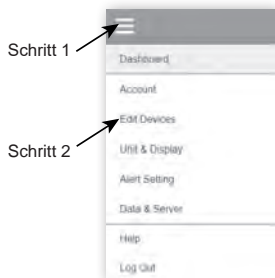 Schritt 1
Dashboard
Account
Edit Devices
Schritt 2
Unit & Display
Alert Setting
Data & Server
Help
Log Out